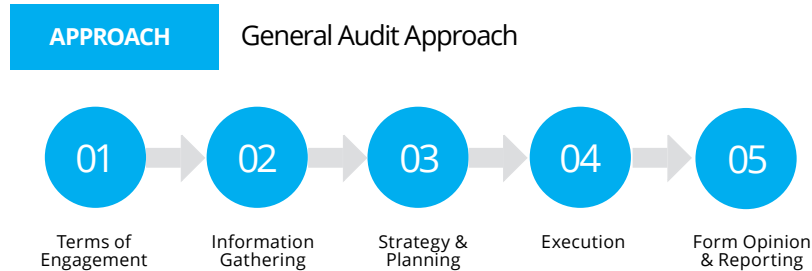 APPROACH
General Audit Approach
01
02
03
04
05
Terms of
Engagement
Information
Gathering
Strategy &
Planning
Execution
Form Opinion
& Reporting